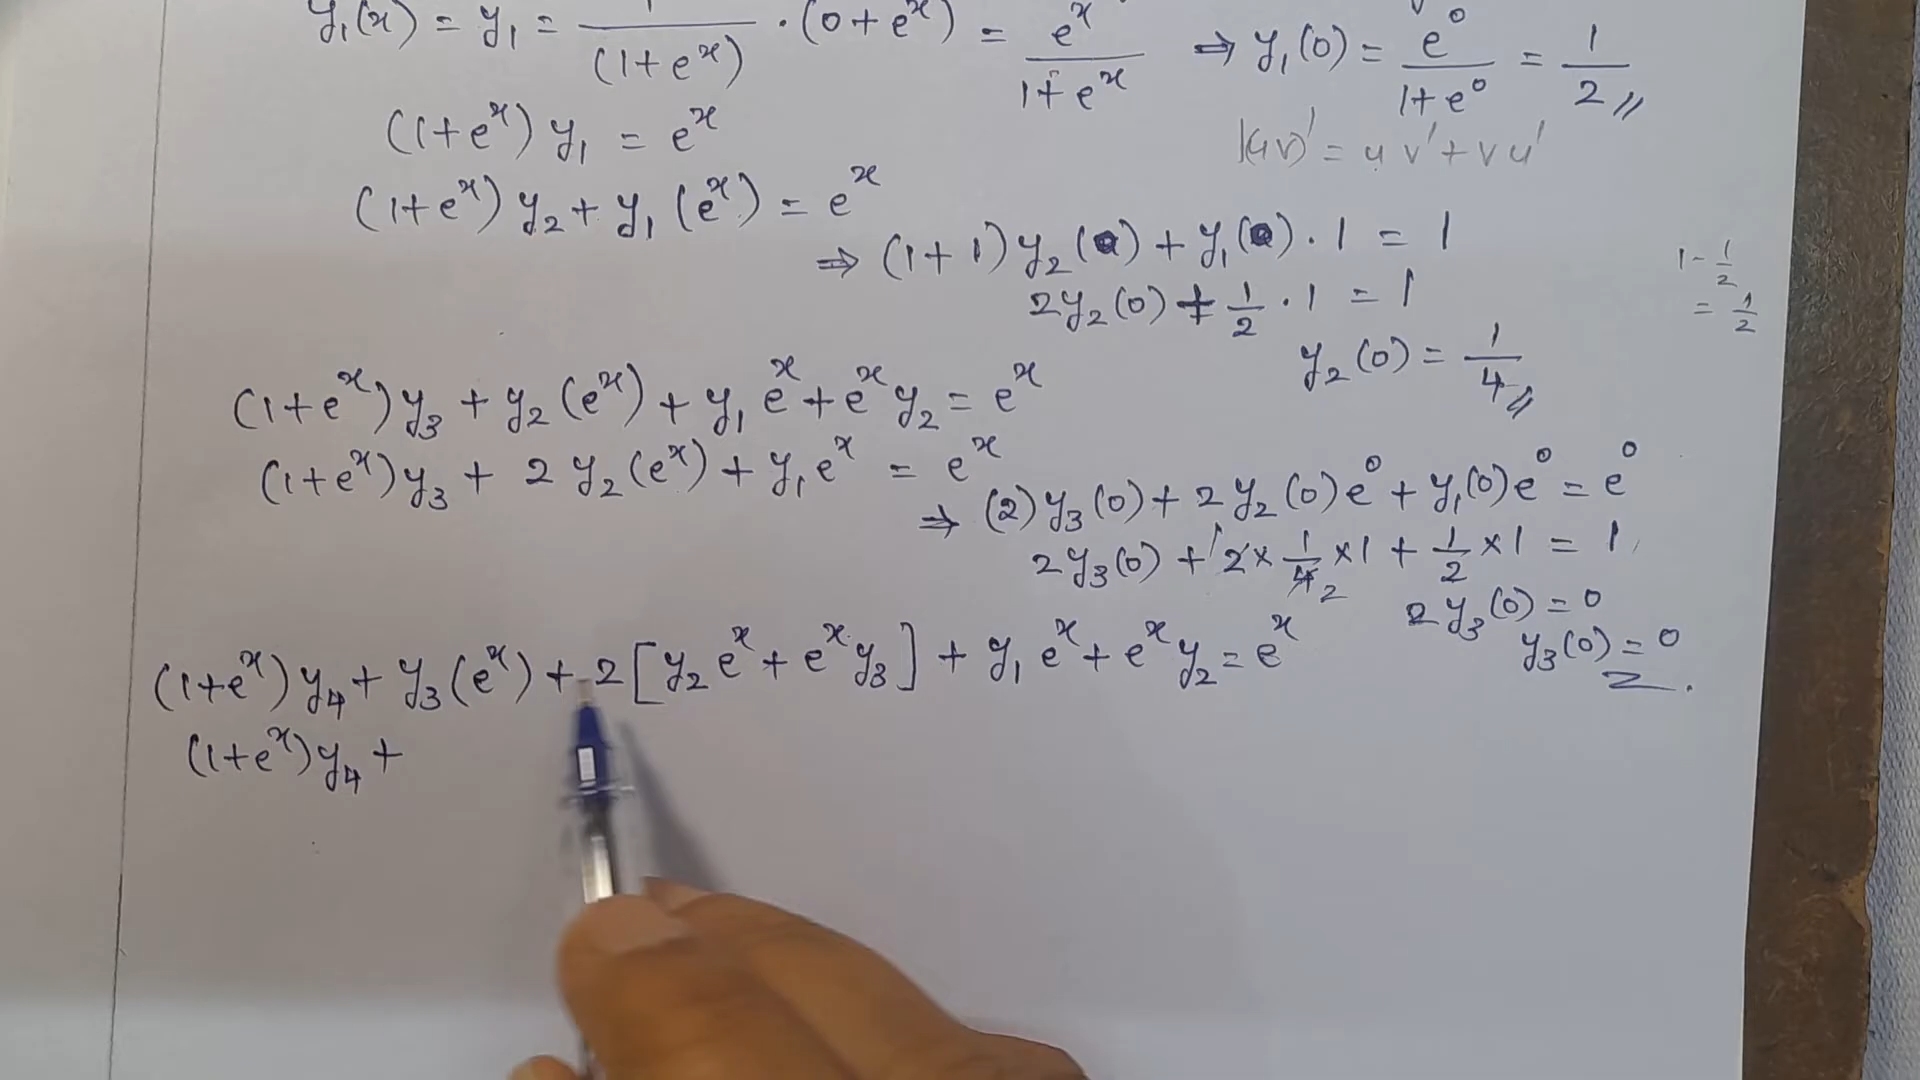 y₁(x) = y₁ = 1/(1+eˣ) · (0+eˣ) = eˣ/(1+eˣ) ⇒ y₁(0) = e⁰/(1+e⁰) = 1/2 //
(1+eˣ) y₁ = eˣ
(uv)' = u v' + v u'
(1+eˣ) y₂ + y₁ (eˣ) = eˣ
⇒ (1+1) y₂(0) + y₁(0) · 1 = 1
1 - 1/2
= 1/2
2y₂(0) + 1/2 · 1 = 1
y₂(0) = 1/4 //
(1+eˣ) y₃ + y₂ (eˣ) + y₁ eˣ + eˣ y₂ = eˣ
(1+eˣ) y₃ + 2 y₂ (eˣ) + y₁ eˣ = eˣ
⇒ (2) y₃(0) + 2 y₂(0) e⁰ + y₁(0) e⁰ = e⁰
2y₃(0) + 2 × 1/4 × 1 + 1/2 × 1 = 1
1 2
2y₃(0) = 0
y₃(0) = 0
(1+eˣ) y₄ + y₃ (eˣ) + 2 [y₂ eˣ + eˣ y₃] + y₁ eˣ + eˣ y₂ = eˣ
(1+eˣ) y₄ +